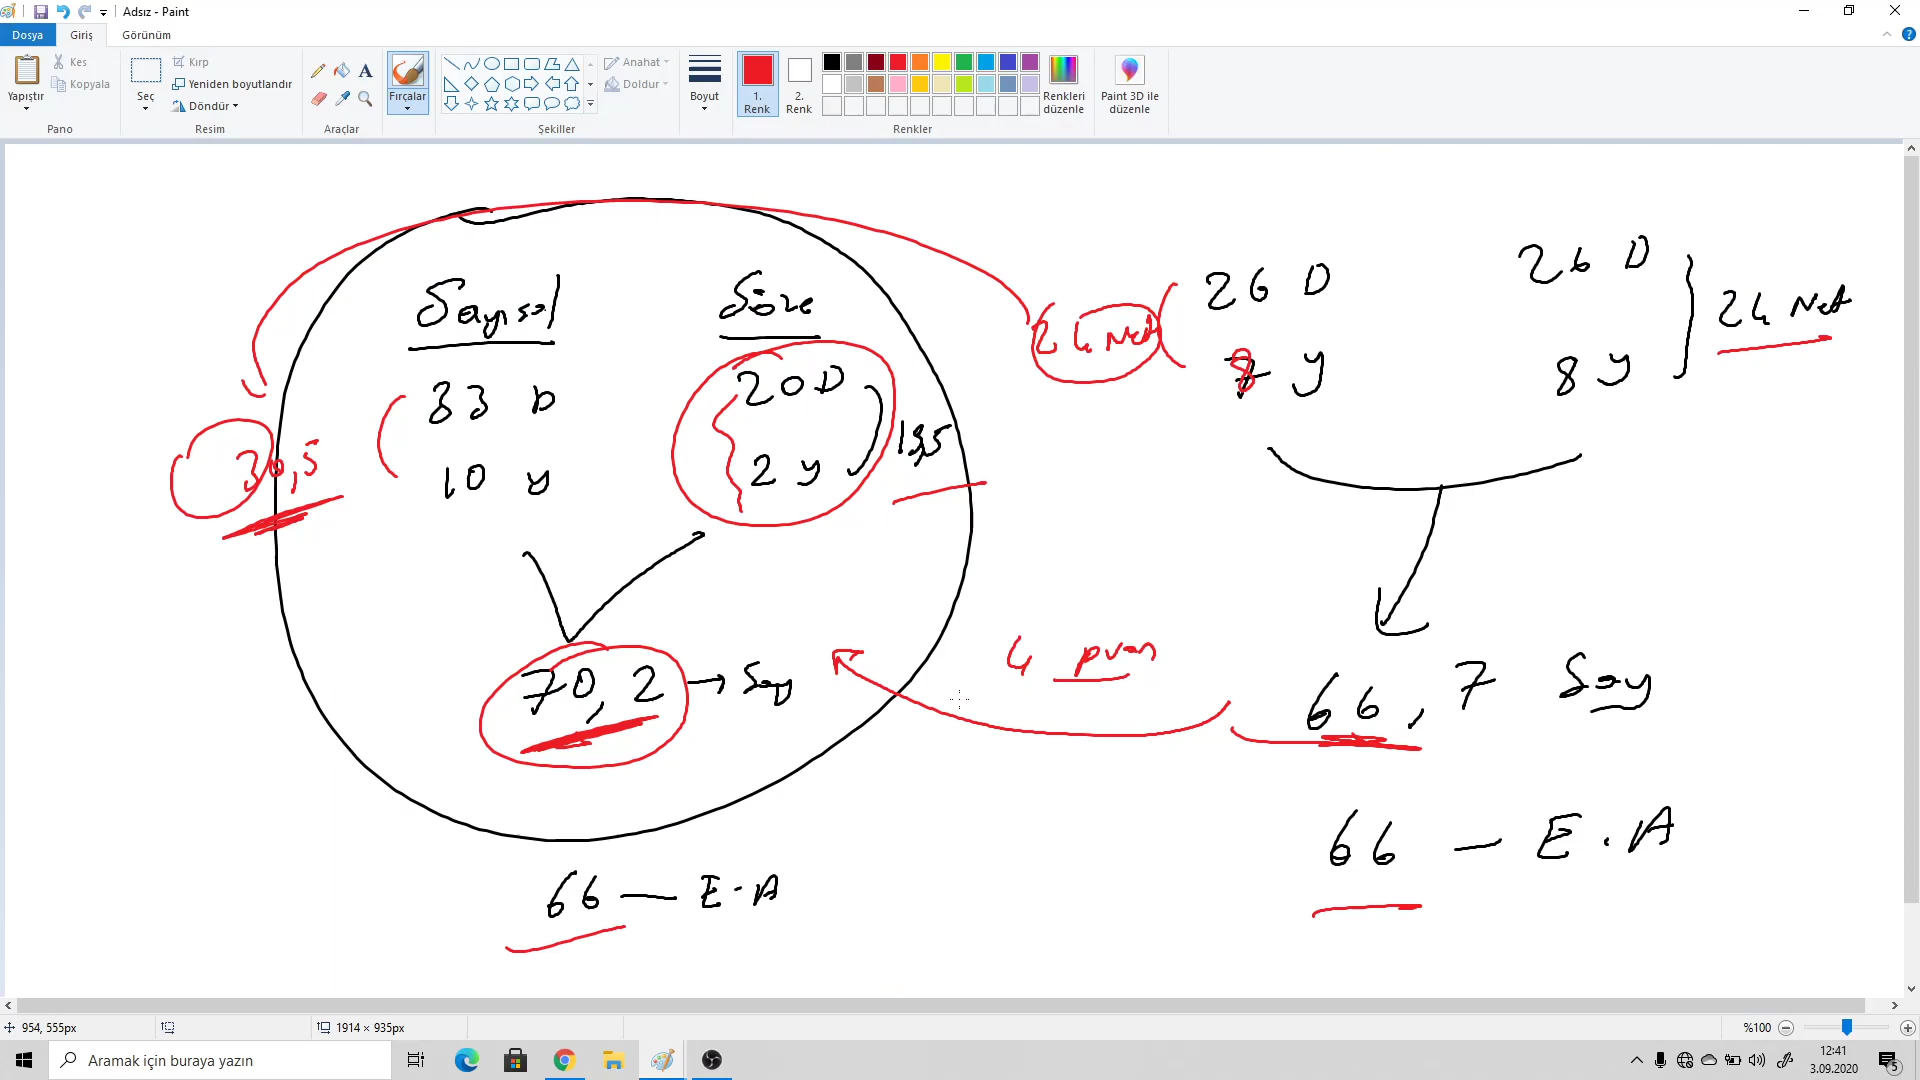 Adsız - Paint
Dosya Giriş Görünüm
Yapıştır
Kes
Kopyala
Pano
Seç
Kırp
Yeniden boyutlandır
Döndür
Resim
Araçlar
Fırçalar
Şekiller
Anahat
Doldur
Boyut
1. Renk
2. Renk
Renkleri düzenle
Renkler
Paint 3D ile düzenle
Sayısal
33 D
10 y
30,5
Söze
20 D
2 y
70,2 → Say
66 — E.A
24 Net
26 D
8 y
26 D
8 y
24 Net
4 puan
66,7 Say
66 — E.A
954, 555px
1914 × 935px
%100
Aramak için buraya yazın
12:41
3.09.2020
5